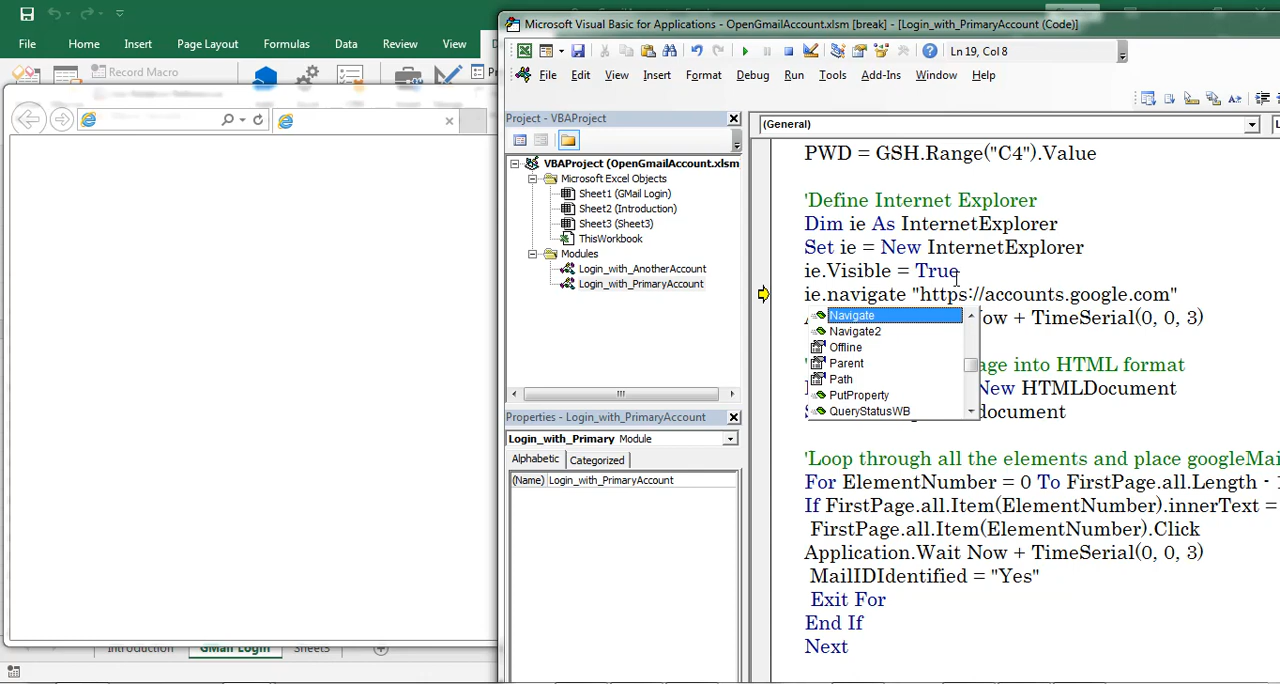 Microsoft Visual Basic for Applications - OpenGmailAccount.xlsm [break] - [Login_with_PrimaryAccount (Code)]
File Home Insert Page Layout Formulas Data Review View
Record Macro
Ln 19, Col 8
File Edit View Insert Format Debug Run Tools Add-Ins Window Help
Project - VBAProject
VBAProject (OpenGmailAccount.xlsm
Microsoft Excel Objects
Sheet1 (GMail Login)
Sheet2 (Introduction)
Sheet3 (Sheet3)
ThisWorkbook
Modules
Login_with_AnotherAccount
Login_with_PrimaryAccount
Properties - Login_with_PrimaryAccount
Login_with_Primary Module
Alphabetic Categorized
(Name) Login_with_PrimaryAccount
(General)
PWD = GSH.Range("C4").Value
'Define Internet Explorer
Dim ie As InternetExplorer
Set ie = New InternetExplorer
ie.Visible = True
ie.navigate "https://accounts.google.com"
Now + TimeSerial(0, 0, 3)
Navigate
Navigate2
Offline
Parent
Path
PutProperty
QueryStatusWB
age into HTML format
New HTMLDocument
document
'Loop through all the elements and place googleMai
For ElementNumber = 0 To FirstPage.all.Length - 1
If FirstPage.all.Item(ElementNumber).innerText =
FirstPage.all.Item(ElementNumber).Click
Application.Wait Now + TimeSerial(0, 0, 3)
MailIDIdentified = "Yes"
Exit For
End If
Next
Introduction GMail Login Sheet3